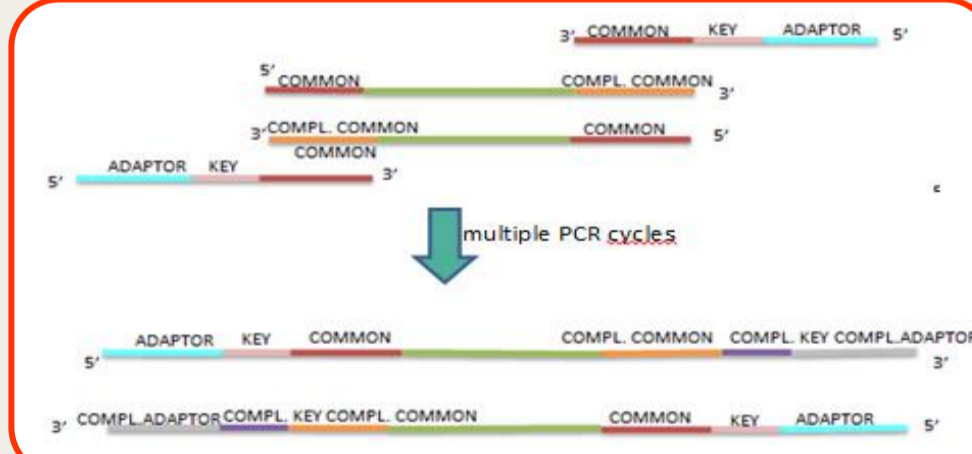 3' COMMON KEY ADAPTOR 5'
5' COMMON COMPL. COMMON 3'
3' COMPL. COMMON COMMON 5'
5' ADAPTOR KEY COMMON 3'
c
multiple PCR cycles
5' ADAPTOR KEY COMMON COMPL. COMMON COMPL. KEY COMPL.ADAPTOR 3'
3' COMPL.ADAPTOR COMPL. KEY COMPL. COMMON COMMON KEY ADAPTOR 5'